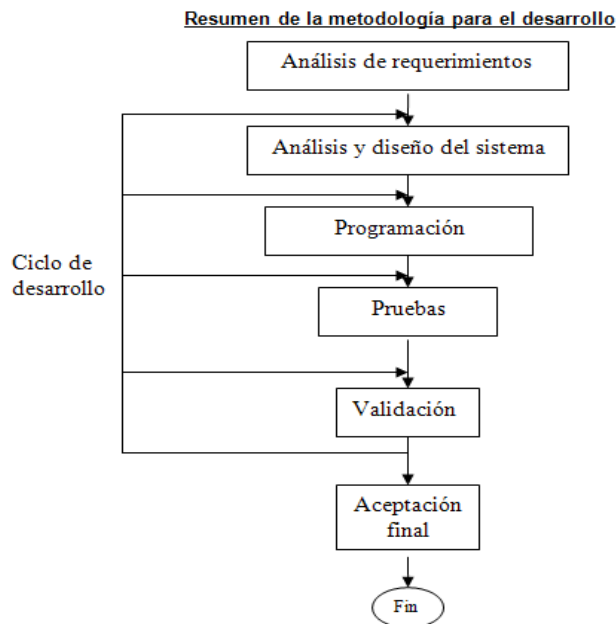 Resumen de la metodología para el desarrollo
Análisis de requerimientos
Análisis y diseño del sistema
Programación
Ciclo de
desarrollo
Pruebas
Validación
Aceptación
final
Fin